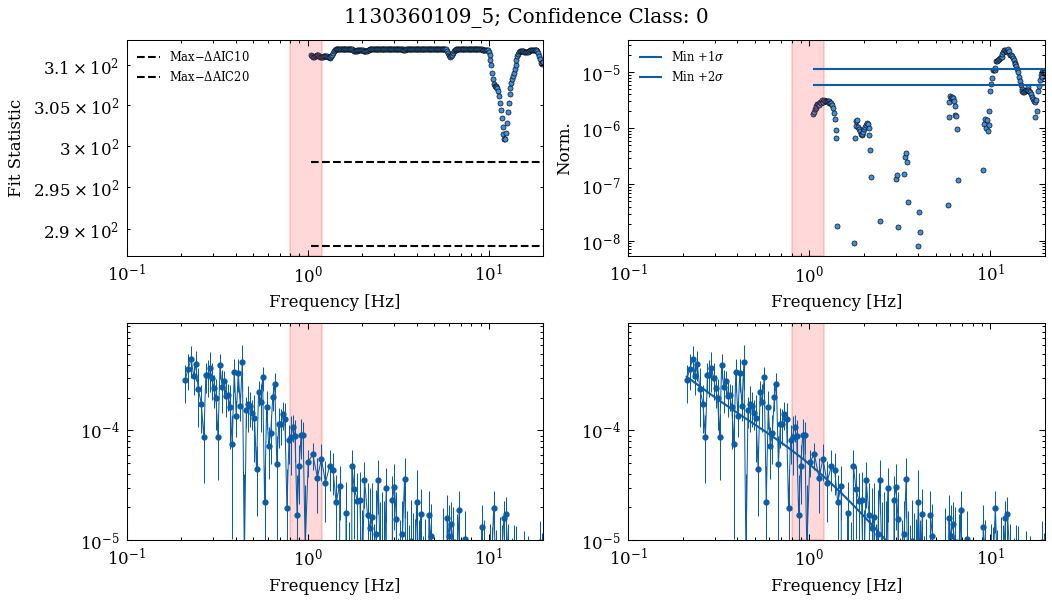 1130360109_5; Confidence Class: 0
Fit Statistic
3.1 × 10²
3.05 × 10²
3 × 10²
2.95 × 10²
2.9 × 10²
Max−ΔAIC10
Max−ΔAIC20
10⁻¹ 10⁰ 10¹
Frequency [Hz]
Norm.
10⁻⁵
10⁻⁶
10⁻⁷
10⁻⁸
Min +1σ
Min +2σ
10⁻¹ 10⁰ 10¹
Frequency [Hz]
10⁻⁴
10⁻⁵
10⁻¹ 10⁰ 10¹
Frequency [Hz]
10⁻⁴
10⁻⁵
10⁻¹ 10⁰ 10¹
Frequency [Hz]